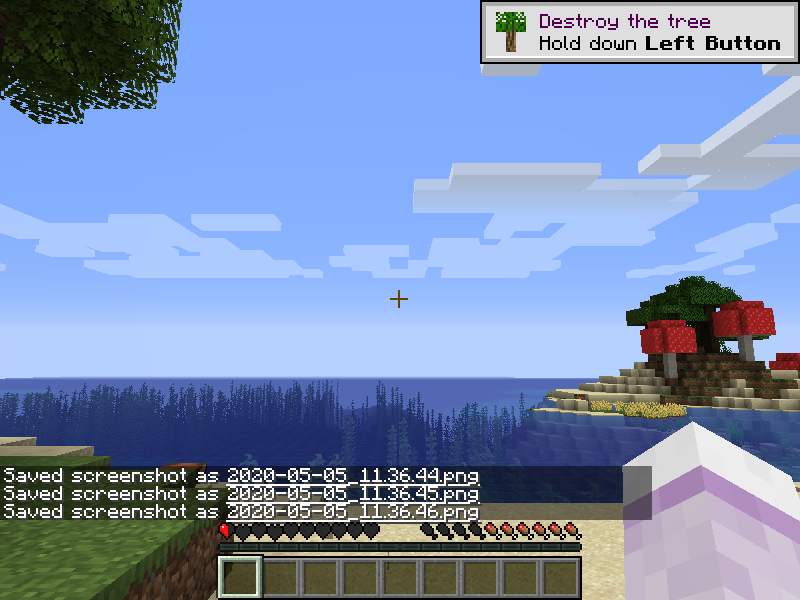 Destroy the tree
Hold down Left Button
Saved screenshot as 2020-05-05_11.36.44.png
Saved screenshot as 2020-05-05_11.36.45.png
Saved screenshot as 2020-05-05_11.36.46.png